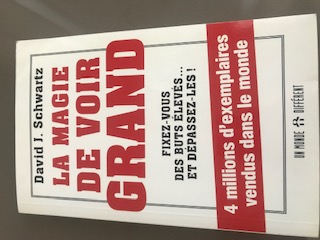 David J. Schwartz
LA MAGIE
DE VOIR
GRAND
FIXEZ-VOUS
DES BUTS ÉLEVÉS...
ET DÉPASSEZ-LES !
4 millions d'exemplaires
vendus dans le monde
UN MONDE DIFFÉRENT